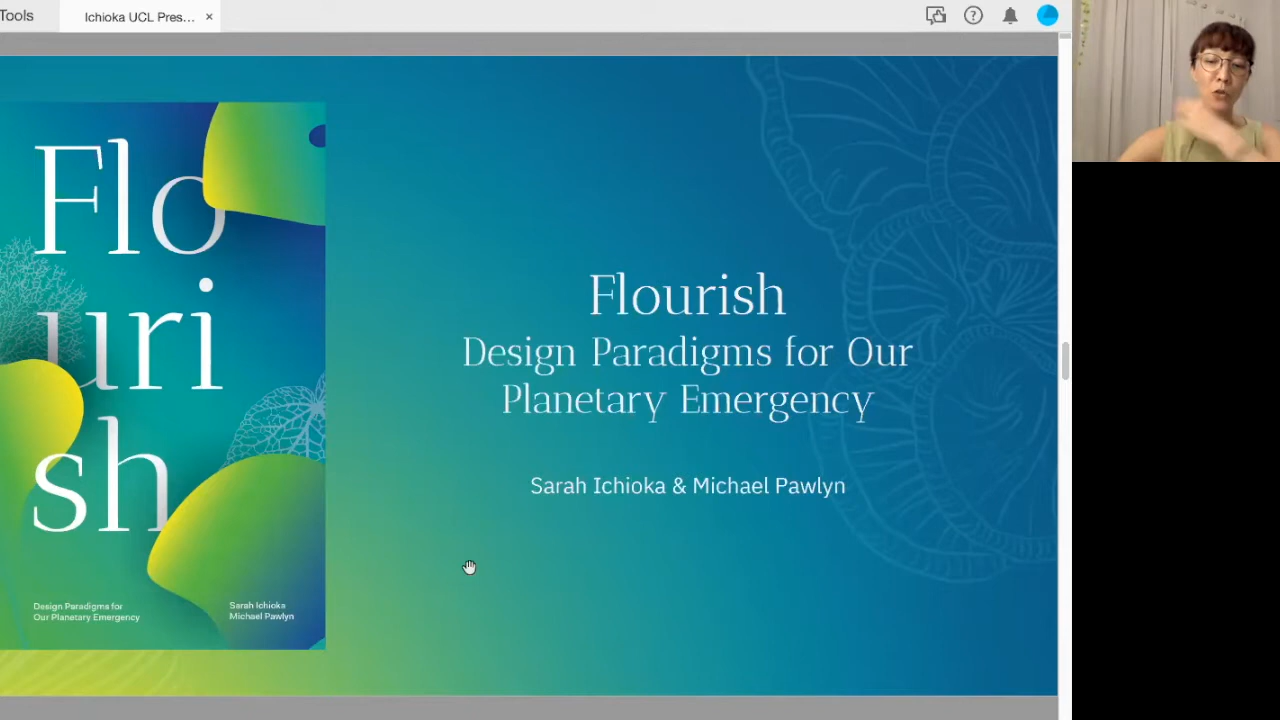 Tools
Ichioka UCL Pres...
Flo
uri
sh
Design Paradigms for
Our Planetary Emergency
Sarah Ichioka
Michael Pawlyn
Flourish
Design Paradigms for Our
Planetary Emergency
Sarah Ichioka & Michael Pawlyn